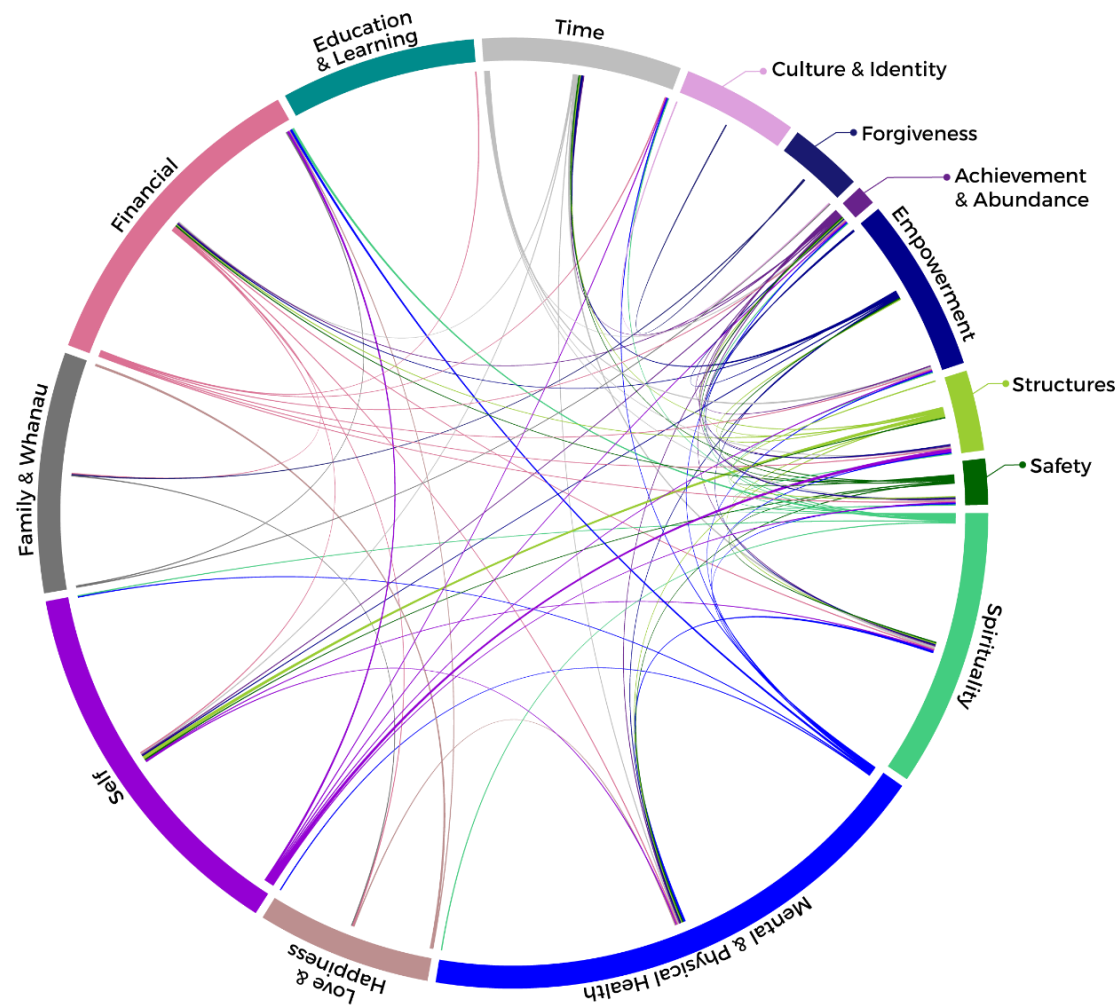 Education
& Learning
Time
Culture & Identity
Forgiveness
Achievement
& Abundance
Empowerment
Structures
Safety
Spirituality
Mental & Physical Health
Love &
Happiness
Self
Family & Whanau
Financial